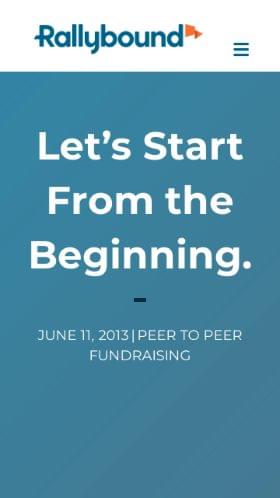 Rallybound
Let's Start
From the
Beginning.
JUNE 11, 2013 | PEER TO PEER
FUNDRAISING